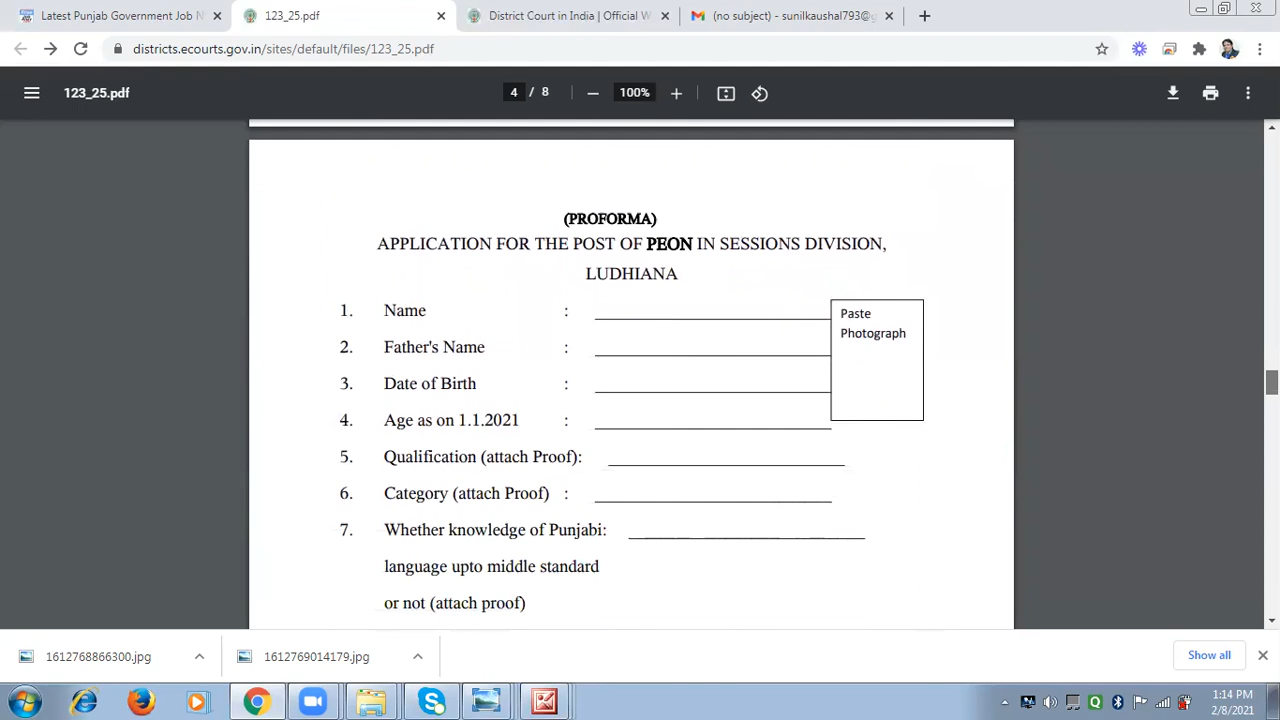 Latest Punjab Government Job N
123_25.pdf
District Court in India | Official W
(no subject) - sunilkaushal793@g
districts.ecourts.gov.in/sites/default/files/123_25.pdf
123_25.pdf
4 / 8
100%
(PROFORMA)
APPLICATION FOR THE POST OF PEON IN SESSIONS DIVISION,
LUDHIANA
Paste
Photograph
1. Name :
2. Father's Name :
3. Date of Birth :
4. Age as on 1.1.2021 :
5. Qualification (attach Proof):
6. Category (attach Proof) :
7. Whether knowledge of Punjabi:
language upto middle standard
or not (attach proof)
1612768866300.jpg
1612769014179.jpg
Show all
1:14 PM
2/8/2021